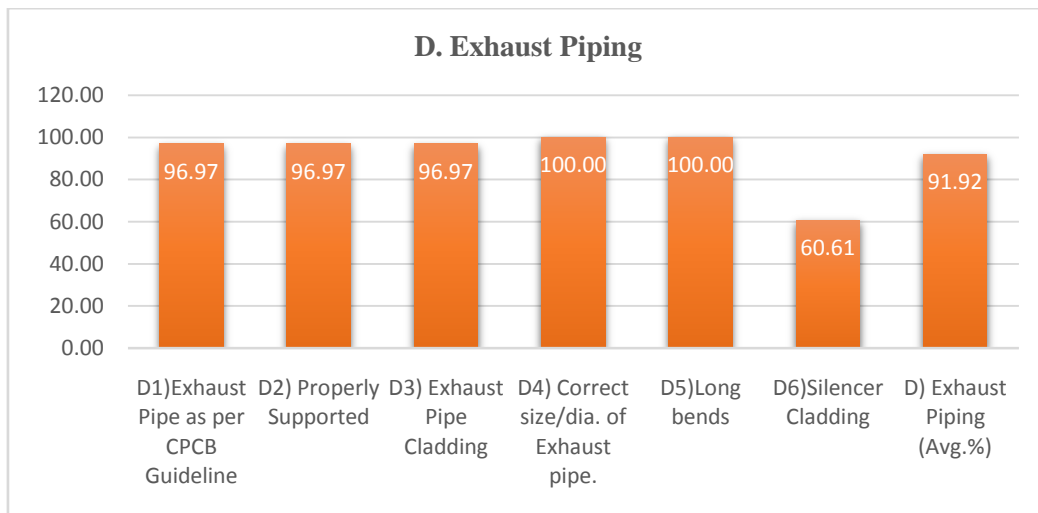 D. Exhaust Piping
120.00
100.00
80.00
60.00
40.00
20.00
0.00
96.97
96.97
96.97
100.00
100.00
60.61
91.92
D1)Exhaust
Pipe as per
CPCB
Guideline
D2) Properly
Supported
D3) Exhaust
Pipe
Cladding
D4) Correct
size/dia. of
Exhaust
pipe.
D5)Long
bends
D6)Silencer
Cladding
D) Exhaust
Piping
(Avg.%)